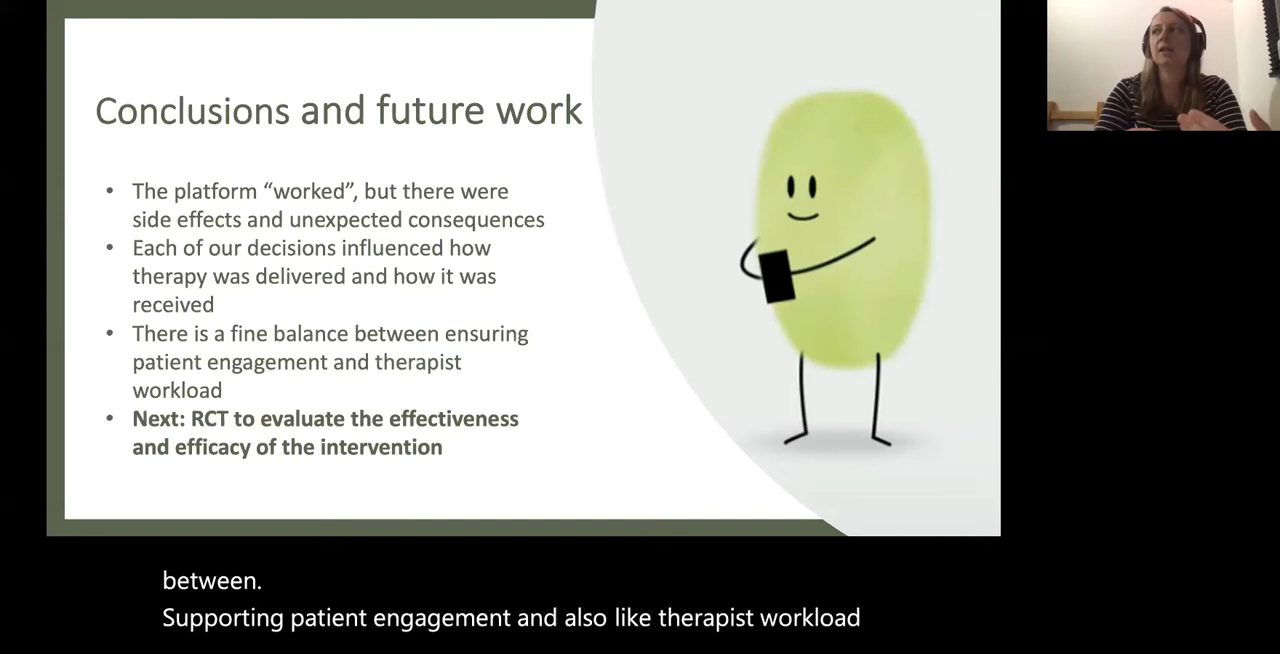 Conclusions and future work
• The platform “worked”, but there were
side effects and unexpected consequences
• Each of our decisions influenced how
therapy was delivered and how it was
received
• There is a fine balance between ensuring
patient engagement and therapist
workload
• Next: RCT to evaluate the effectiveness
and efficacy of the intervention
between.
Supporting patient engagement and also like therapist workload